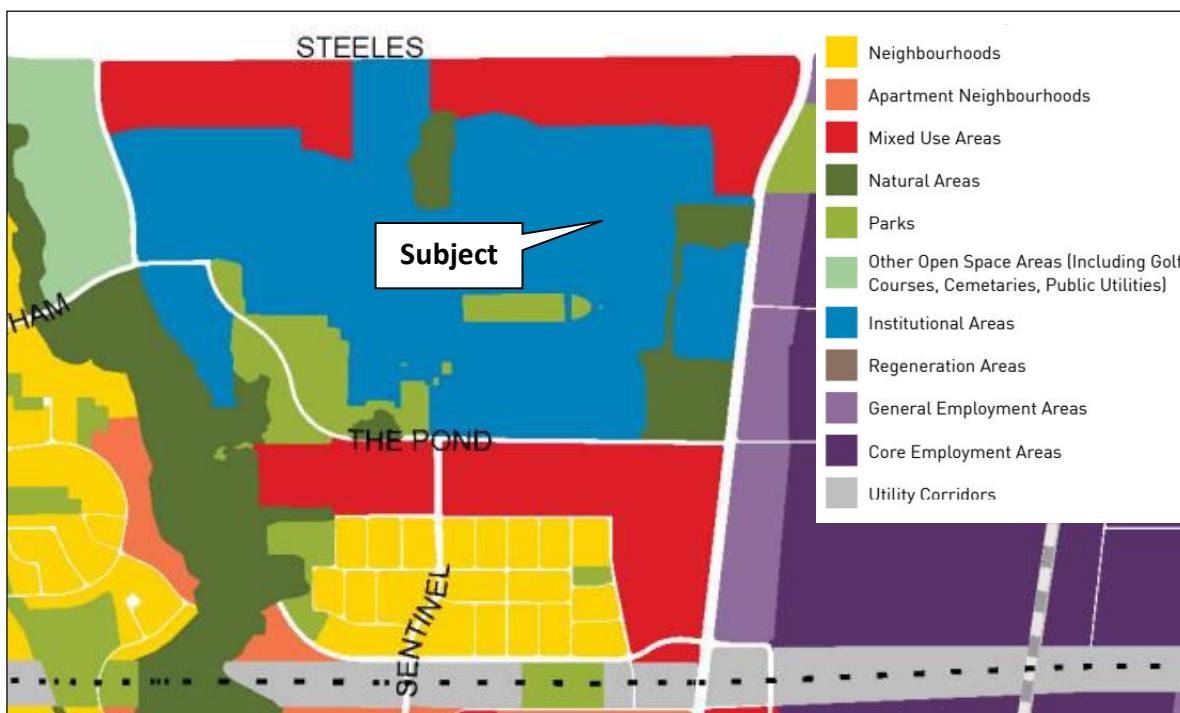 STEELES
Subject
HAM
THE POND
SENTINEL
Neighbourhoods
Apartment Neighbourhoods
Mixed Use Areas
Natural Areas
Parks
Other Open Space Areas (Including Golf
Courses, Cemetaries, Public Utilities)
Institutional Areas
Regeneration Areas
General Employment Areas
Core Employment Areas
Utility Corridors